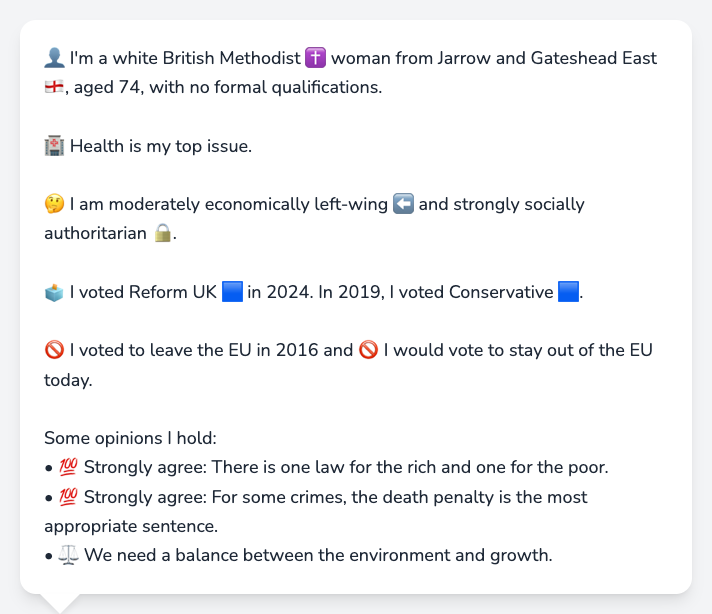 👤 I'm a white British Methodist ✝️ woman from Jarrow and Gateshead East
🏴󠁧󠁢󠁥󠁮󠁧󠁿, aged 74, with no formal qualifications.
🏥 Health is my top issue.
🤔 I am moderately economically left-wing ⬅️ and strongly socially
authoritarian 🔒.
🗳️ I voted Reform UK 🟦 in 2024. In 2019, I voted Conservative 🟦.
🚫 I voted to leave the EU in 2016 and 🚫 I would vote to stay out of the EU
today.
Some opinions I hold:
• 💯 Strongly agree: There is one law for the rich and one for the poor.
• 💯 Strongly agree: For some crimes, the death penalty is the most
appropriate sentence.
• ⚖️ We need a balance between the environment and growth.